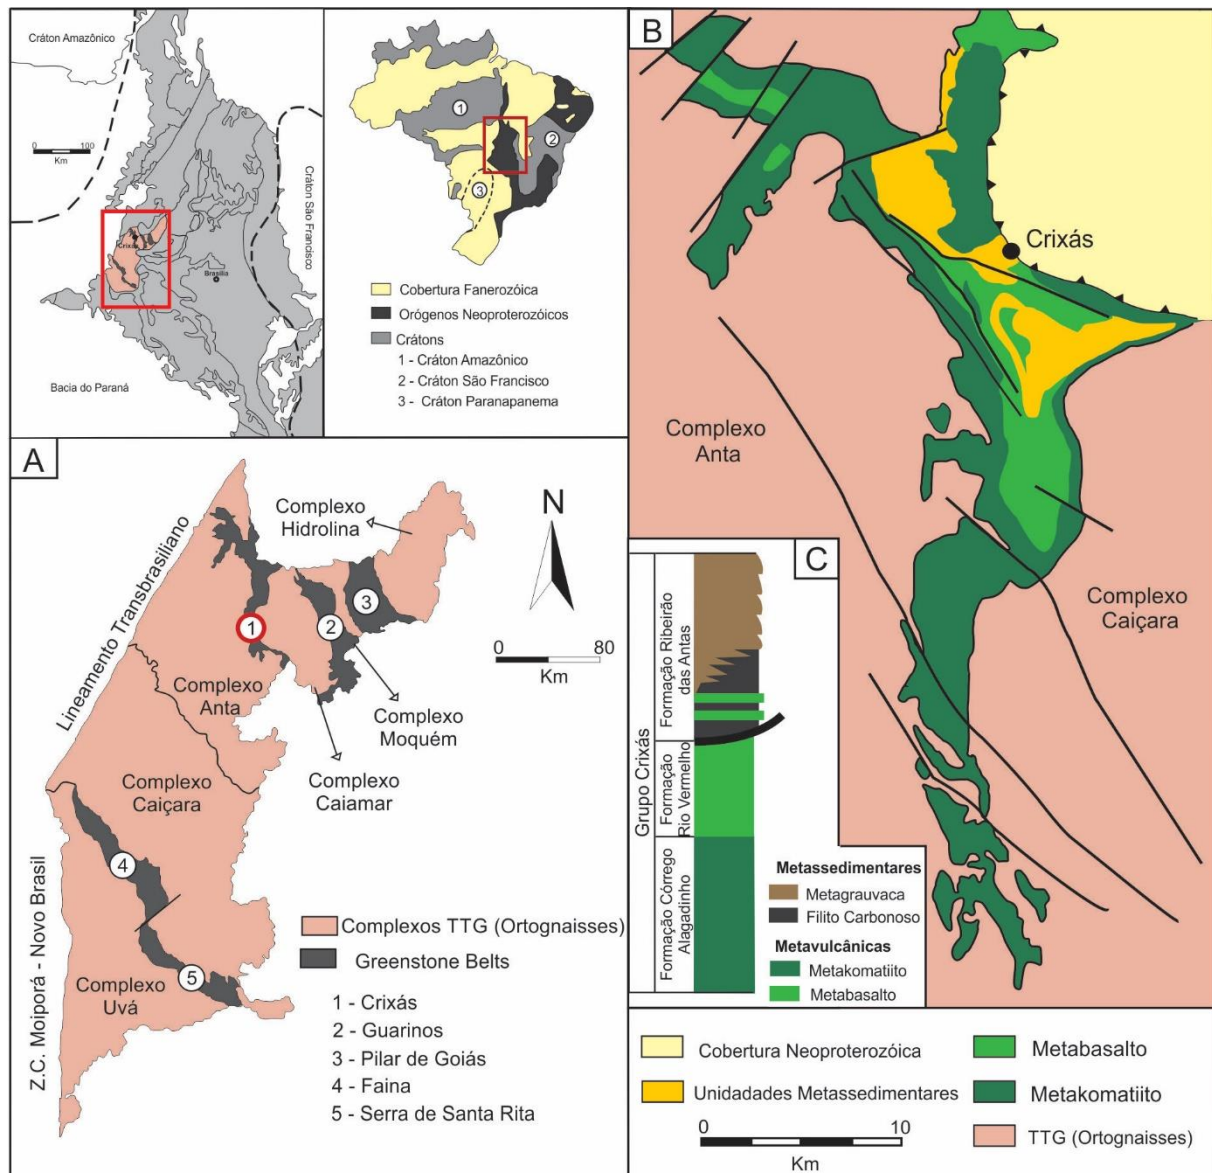 Cráton Amazônico
0
100
Km
Crixás
Brasília
Cráton São Francisco
Bacia do Paraná
1
2
3
Cobertura Fanerozóica
Orógenos Neoproterozóicos
Crátons
1 - Cráton Amazônico
2 - Cráton São Francisco
3 - Cráton Paranapanema
A
Lineamento Transbrasiliano
Complexo
Hidrolina
N
0
80
Km
1
2
3
Complexo
Anta
Complexo
Moquém
Complexo
Caiamar
Complexo
Caiçara
4
5
Complexo
Uvá
Z.C. Moiporá - Novo Brasil
Complexos TTG (Ortognaisses)
Greenstone Belts
1 - Crixás
2 - Guarinos
3 - Pilar de Goiás
4 - Faina
5 - Serra de Santa Rita
B
Crixás
Complexo
Anta
Complexo
Caiçara
C
Grupo Crixás
Formação Ribeirão
das Antas
Formação
Rio Vermelho
Formação Córrego
Alagadinho
Metassedimentares
Metagrauvaca
Filito Carbonoso
Metavulcânicas
Metakomatiito
Metabasalto
Cobertura Neoproterozóica
Unidadades Metassedimentares
Metabasalto
Metakomatiito
TTG (Ortognaisses)
0
10
Km